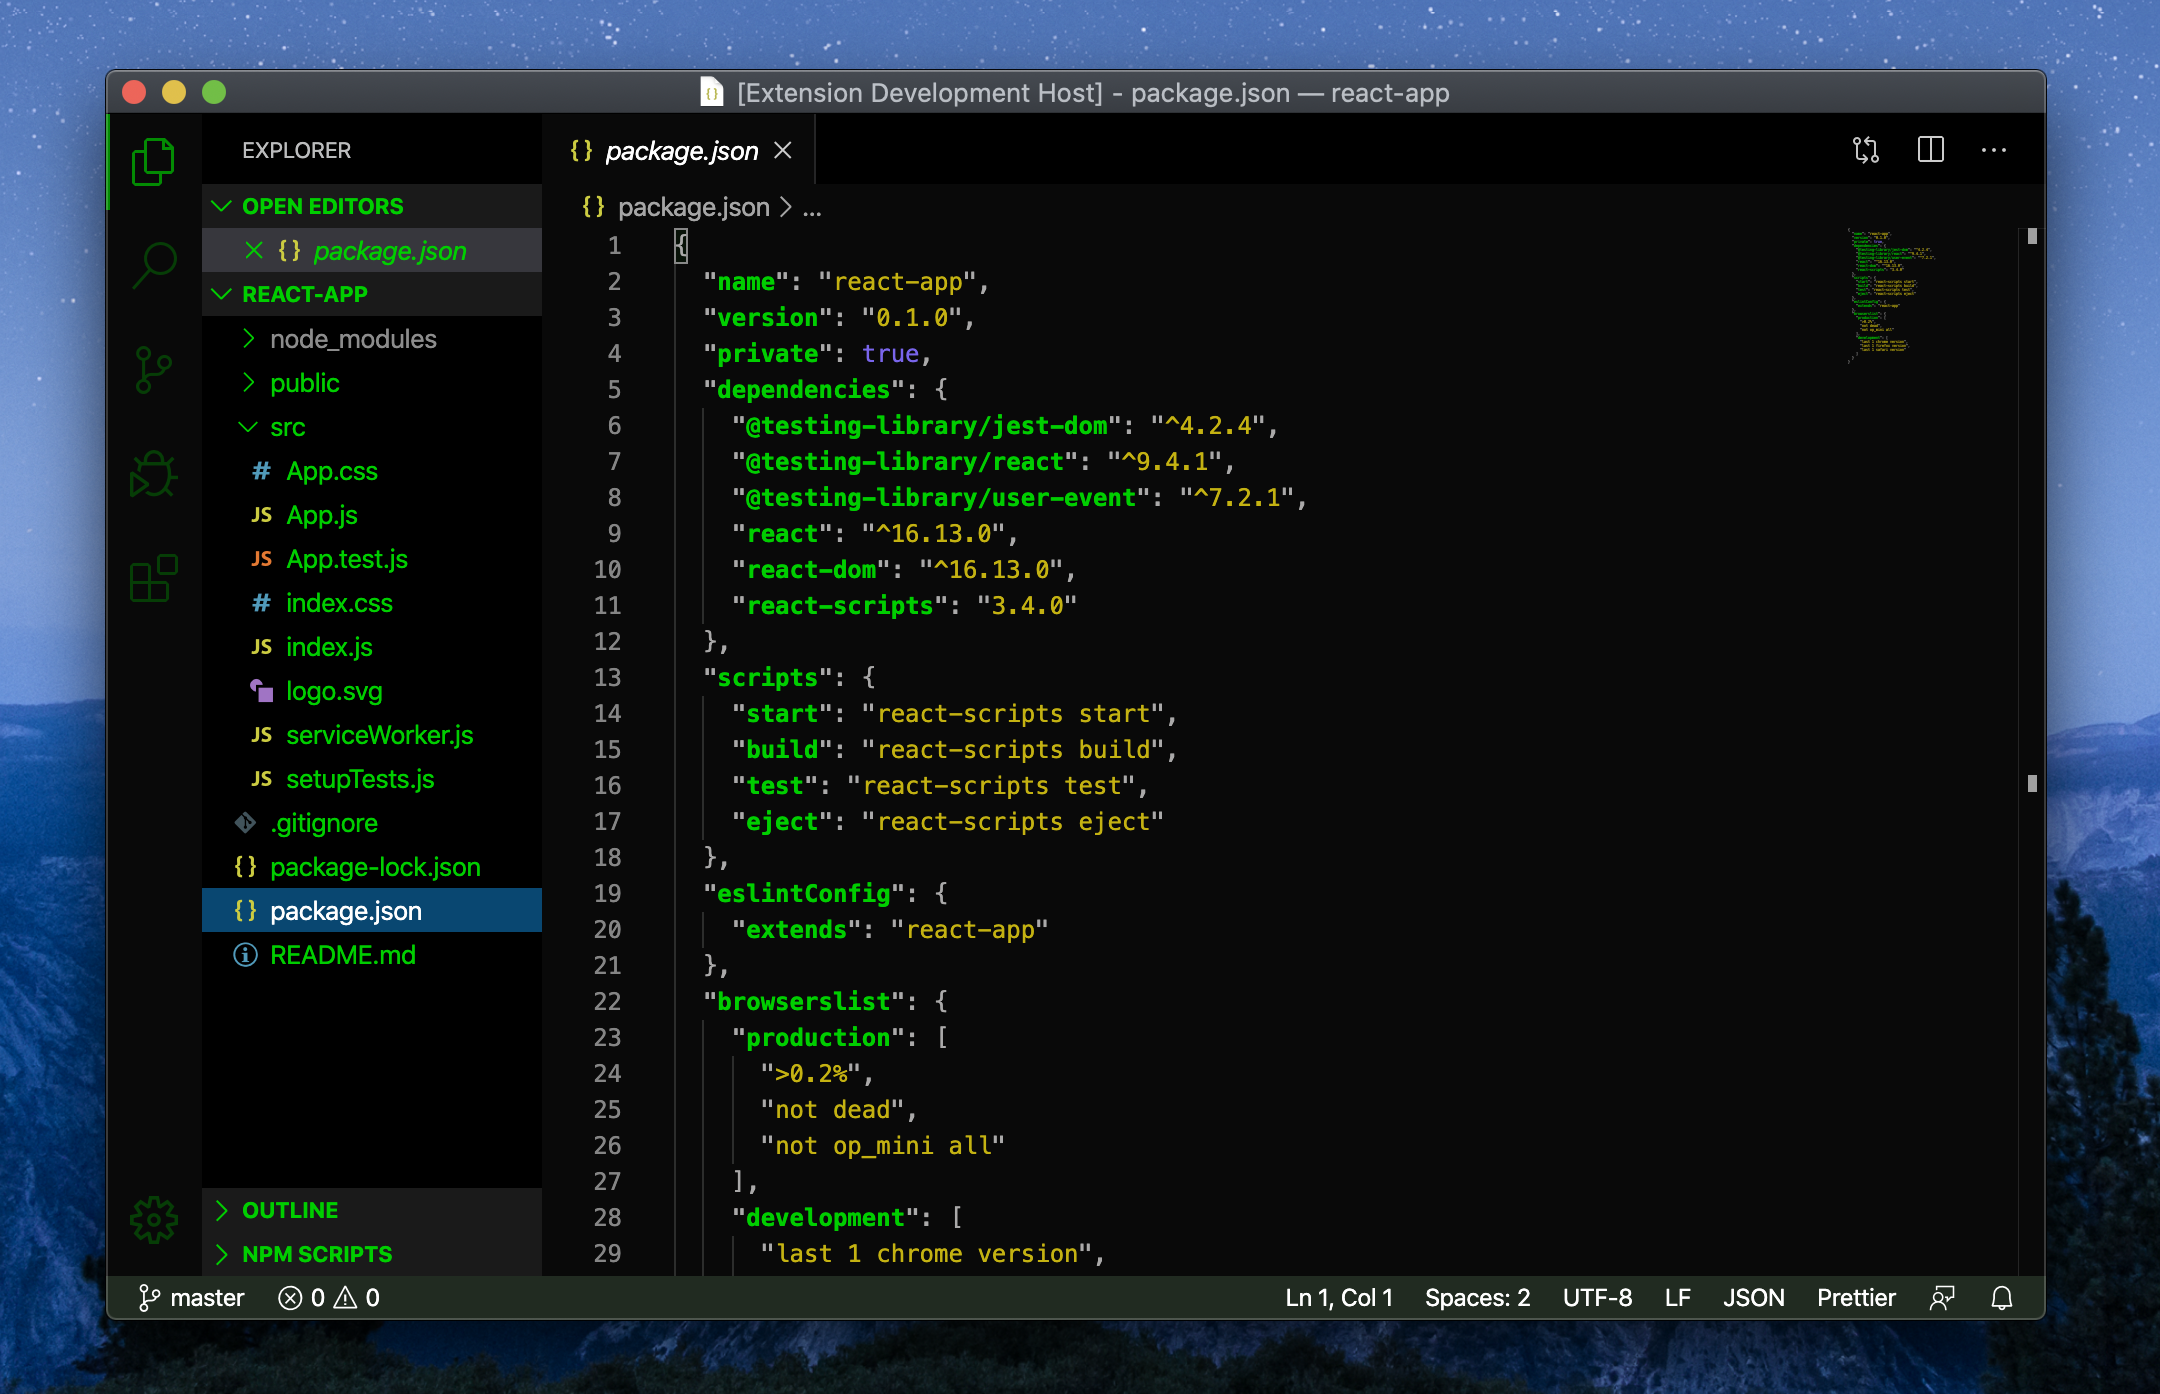 [Extension Development Host] - package.json — react-app
EXPLORER
OPEN EDITORS
{} package.json
REACT-APP
node_modules
public
src
# App.css
JS App.js
JS App.test.js
# index.css
JS index.js
logo.svg
JS serviceWorker.js
JS setupTests.js
.gitignore
{} package-lock.json
{} package.json
README.md
OUTLINE
NPM SCRIPTS
{} package.json
{} package.json > ...
1 {
2 "name": "react-app",
3 "version": "0.1.0",
4 "private": true,
5 "dependencies": {
6 "@testing-library/jest-dom": "^4.2.4",
7 "@testing-library/react": "^9.4.1",
8 "@testing-library/user-event": "^7.2.1",
9 "react": "^16.13.0",
10 "react-dom": "^16.13.0",
11 "react-scripts": "3.4.0"
12 },
13 "scripts": {
14 "start": "react-scripts start",
15 "build": "react-scripts build",
16 "test": "react-scripts test",
17 "eject": "react-scripts eject"
18 },
19 "eslintConfig": {
20 "extends": "react-app"
21 },
22 "browserslist": {
23 "production": [
24 ">0.2%",
25 "not dead",
26 "not op_mini all"
27 ],
28 "development": [
29 "last 1 chrome version",
master 0 0 Ln 1, Col 1 Spaces: 2 UTF-8 LF JSON Prettier